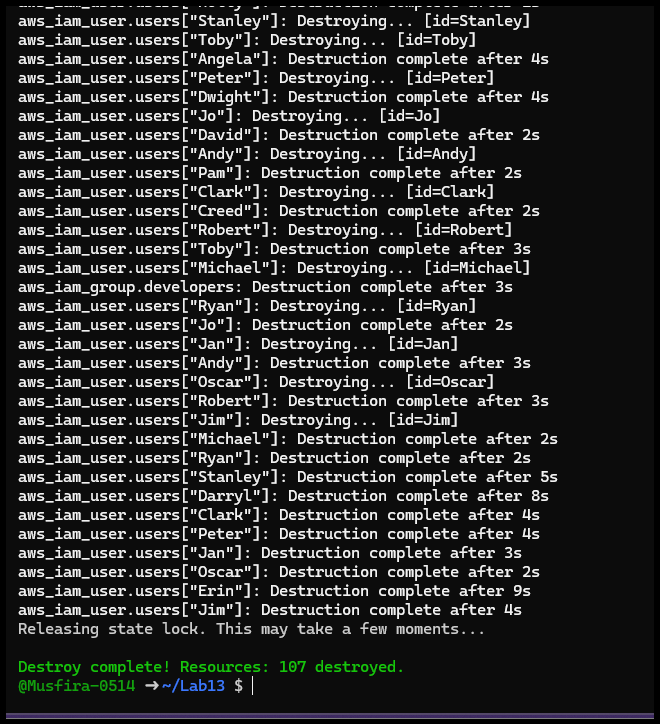 aws_iam_user.users["Stanley"]: Destroying... [id=Stanley]
aws_iam_user.users["Toby"]: Destroying... [id=Toby]
aws_iam_user.users["Angela"]: Destruction complete after 4s
aws_iam_user.users["Peter"]: Destroying... [id=Peter]
aws_iam_user.users["Dwight"]: Destruction complete after 4s
aws_iam_user.users["Jo"]: Destroying... [id=Jo]
aws_iam_user.users["David"]: Destruction complete after 2s
aws_iam_user.users["Andy"]: Destroying... [id=Andy]
aws_iam_user.users["Pam"]: Destruction complete after 2s
aws_iam_user.users["Clark"]: Destroying... [id=Clark]
aws_iam_user.users["Creed"]: Destruction complete after 2s
aws_iam_user.users["Robert"]: Destroying... [id=Robert]
aws_iam_user.users["Toby"]: Destruction complete after 3s
aws_iam_user.users["Michael"]: Destroying... [id=Michael]
aws_iam_group.developers: Destruction complete after 3s
aws_iam_user.users["Ryan"]: Destroying... [id=Ryan]
aws_iam_user.users["Jo"]: Destruction complete after 2s
aws_iam_user.users["Jan"]: Destroying... [id=Jan]
aws_iam_user.users["Andy"]: Destruction complete after 3s
aws_iam_user.users["Oscar"]: Destroying... [id=Oscar]
aws_iam_user.users["Robert"]: Destruction complete after 3s
aws_iam_user.users["Jim"]: Destroying... [id=Jim]
aws_iam_user.users["Michael"]: Destruction complete after 2s
aws_iam_user.users["Ryan"]: Destruction complete after 2s
aws_iam_user.users["Stanley"]: Destruction complete after 5s
aws_iam_user.users["Darryl"]: Destruction complete after 8s
aws_iam_user.users["Clark"]: Destruction complete after 4s
aws_iam_user.users["Peter"]: Destruction complete after 4s
aws_iam_user.users["Jan"]: Destruction complete after 3s
aws_iam_user.users["Oscar"]: Destruction complete after 2s
aws_iam_user.users["Erin"]: Destruction complete after 9s
aws_iam_user.users["Jim"]: Destruction complete after 4s
Releasing state lock. This may take a few moments...
Destroy complete! Resources: 107 destroyed.
@Musfira-0514 ➜ ~/Lab13 $